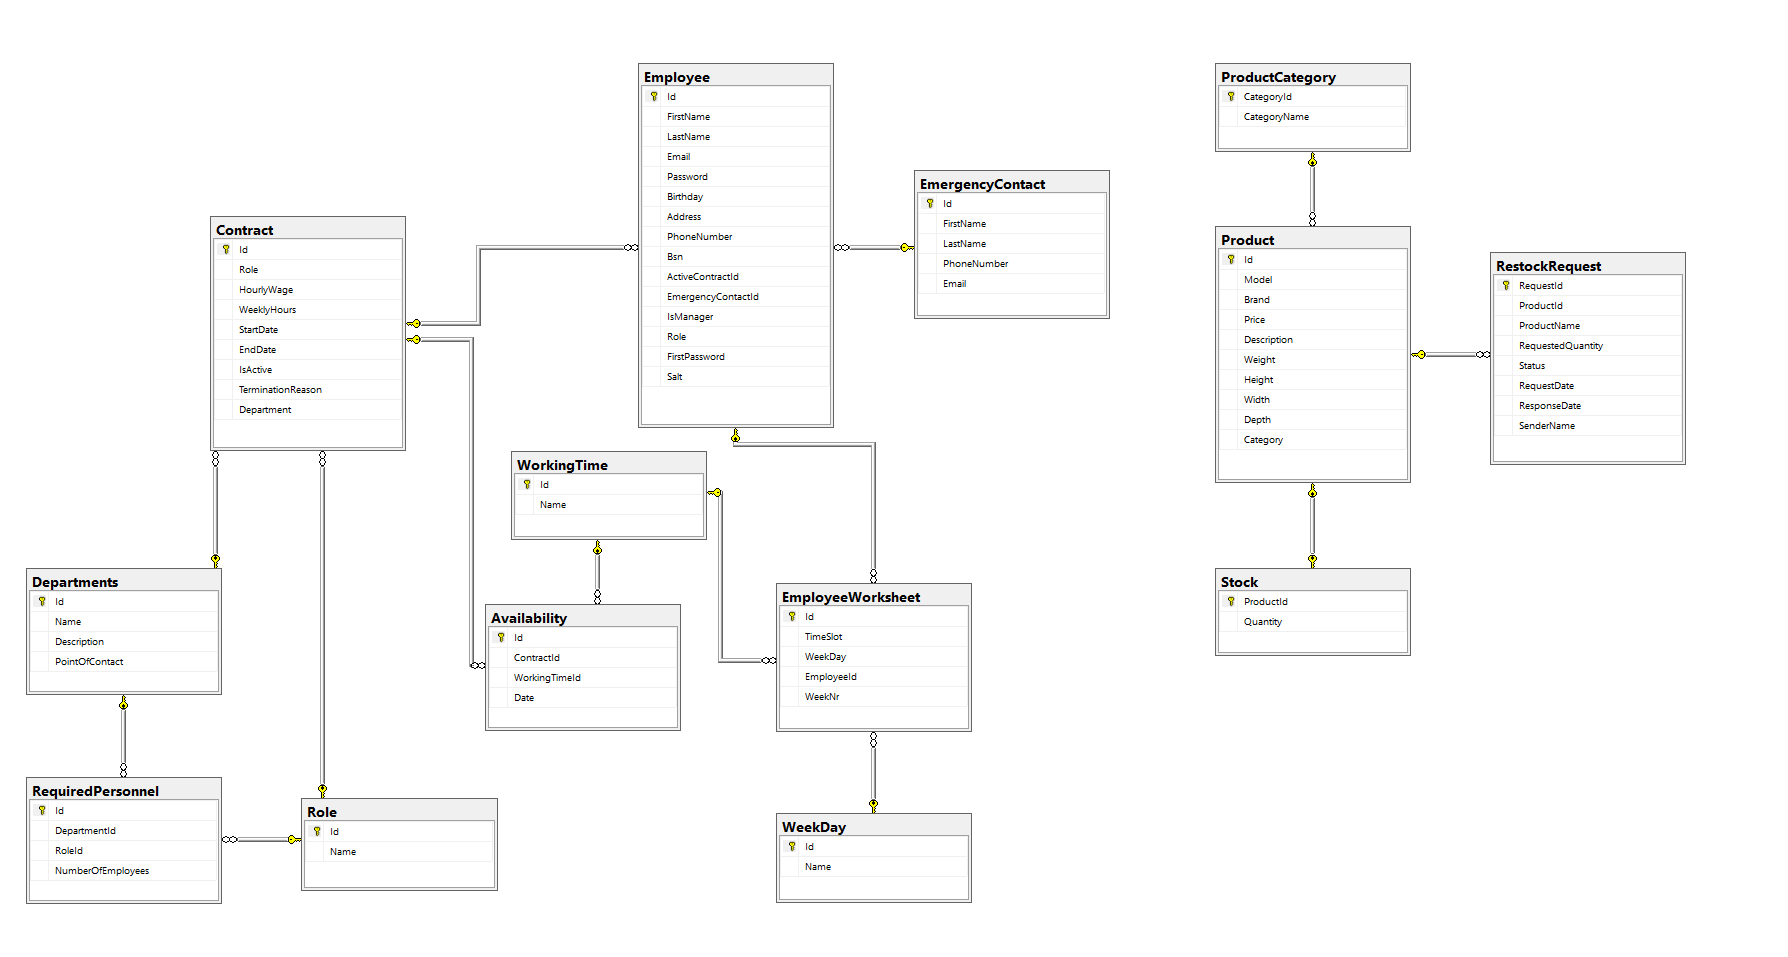 Employee
Id
FirstName
LastName
Email
Password
Birthday
Address
PhoneNumber
Bsn
ActiveContractId
EmergencyContactId
IsManager
Role
FirstPassword
Salt
ProductCategory
CategoryId
CategoryName
EmergencyContact
Id
FirstName
LastName
PhoneNumber
Email
Contract
Id
Role
HourlyWage
WeeklyHours
StartDate
EndDate
IsActive
TerminationReason
Department
Product
Id
Model
Brand
Price
Description
Weight
Height
Width
Depth
Category
RestockRequest
RequestId
ProductId
ProductName
RequestedQuantity
Status
RequestDate
ResponseDate
SenderName
WorkingTime
Id
Name
Departments
Id
Name
Description
PointOfContact
Availability
Id
ContractId
WorkingTimeId
Date
EmployeeWorksheet
Id
TimeSlot
WeekDay
EmployeeId
WeekNr
Stock
ProductId
Quantity
RequiredPersonnel
Id
DepartmentId
RoleId
NumberOfEmployees
Role
Id
Name
WeekDay
Id
Name